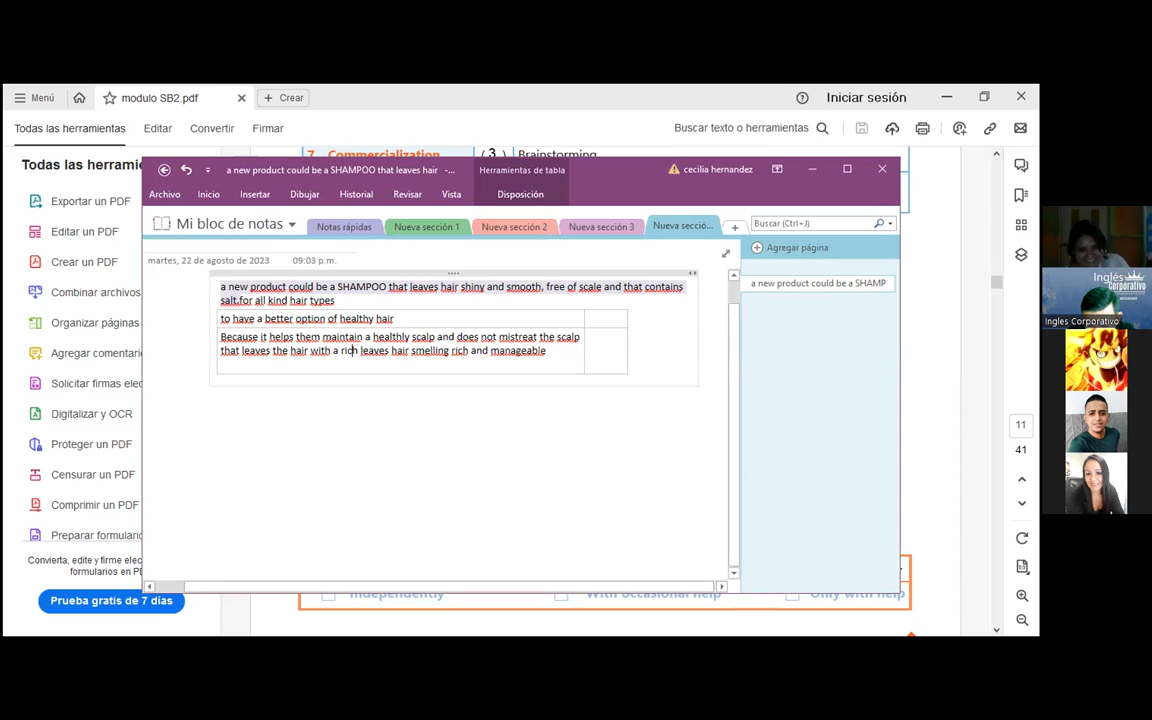 Menú
modulo SB2.pdf
Crear
Iniciar sesión
Todas las herramientas
Editar
Convertir
Firmar
Buscar texto o herramientas
Todas las herramie
7 Commercialization
( 3 )
Brainstorming
Exportar un PDF
Editar un PDF
Crear un PDF
Combinar archivos
Organizar páginas
Agregar comentari
Solicitar firmas elec
Digitalizar y OCR
Proteger un PDF
Censurar un PDF
Comprimir un PDF
Preparar formulario
Convierta, edite y firme elec
formularios en PD
Prueba gratis de 7 días
a new product could be a SHAMPOO that leaves hair -...
Herramientas de tabla
cecilia hernandez
Archivo
Inicio
Insertar
Dibujar
Historial
Revisar
Vista
Disposición
Mi bloc de notas
Notas rápidas
Nueva sección 1
Nueva sección 2
Nueva sección 3
Nueva secció...
Buscar (Ctrl+J)
martes, 22 de agosto de 2023
09:03 p.m.
Agregar página
a new product could be a SHAMP
a new product could be a SHAMPOO that leaves hair shiny and smooth, free of scale and that contains
salt,for all kind hair types
to have a better option of healthy hair
Because it helps them maintain a healthly scalp and does not mistreat the scalp
that leaves the hair with a rich leaves hair smelling rich and manageable
Independently
With occasional help
Only with help
11
41
Inglés
Corporativo
Ingles Corporativo